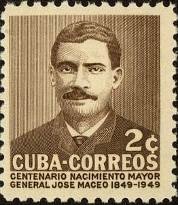 2¢
CUBA-CORREOS
CENTENARIO NACIMIENTO MAYOR
GENERAL JOSE MACEO 1849-1949